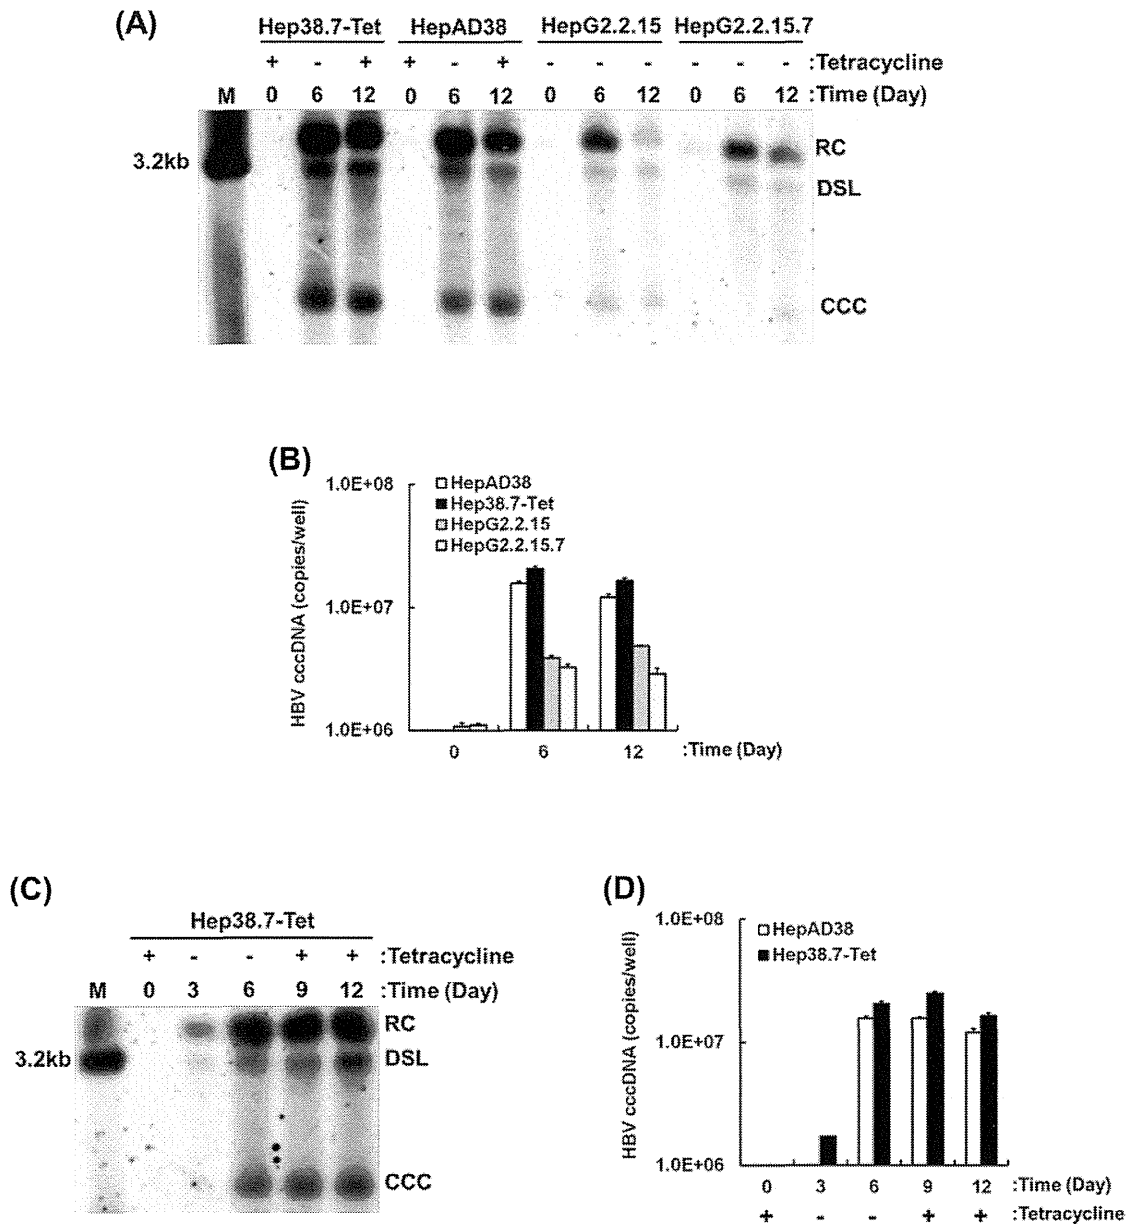 (A)
Hep38.7-Tet HepAD38 HepG2.2.15 HepG2.2.15.7
+ - + + - + - - - - - - :Tetracycline
M 0 6 12 0 6 12 0 6 12 0 6 12 :Time (Day)
3.2kb
RC
DSL
CCC
(B)
HBV cccDNA (copies/well)
1.0E+08
1.0E+07
1.0E+06
HepAD38
Hep38.7-Tet
HepG2.2.15
HepG2.2.15.7
0 6 12 :Time (Day)
(C)
Hep38.7-Tet
+ - - + + :Tetracycline
M 0 3 6 9 12 :Time (Day)
3.2kb
RC
DSL
CCC
(D)
HBV cccDNA (copies/well)
1.0E+08
1.0E+07
1.0E+06
HepAD38
Hep38.7-Tet
0 3 6 9 12 :Time (Day)
+ - - + + :Tetracycline